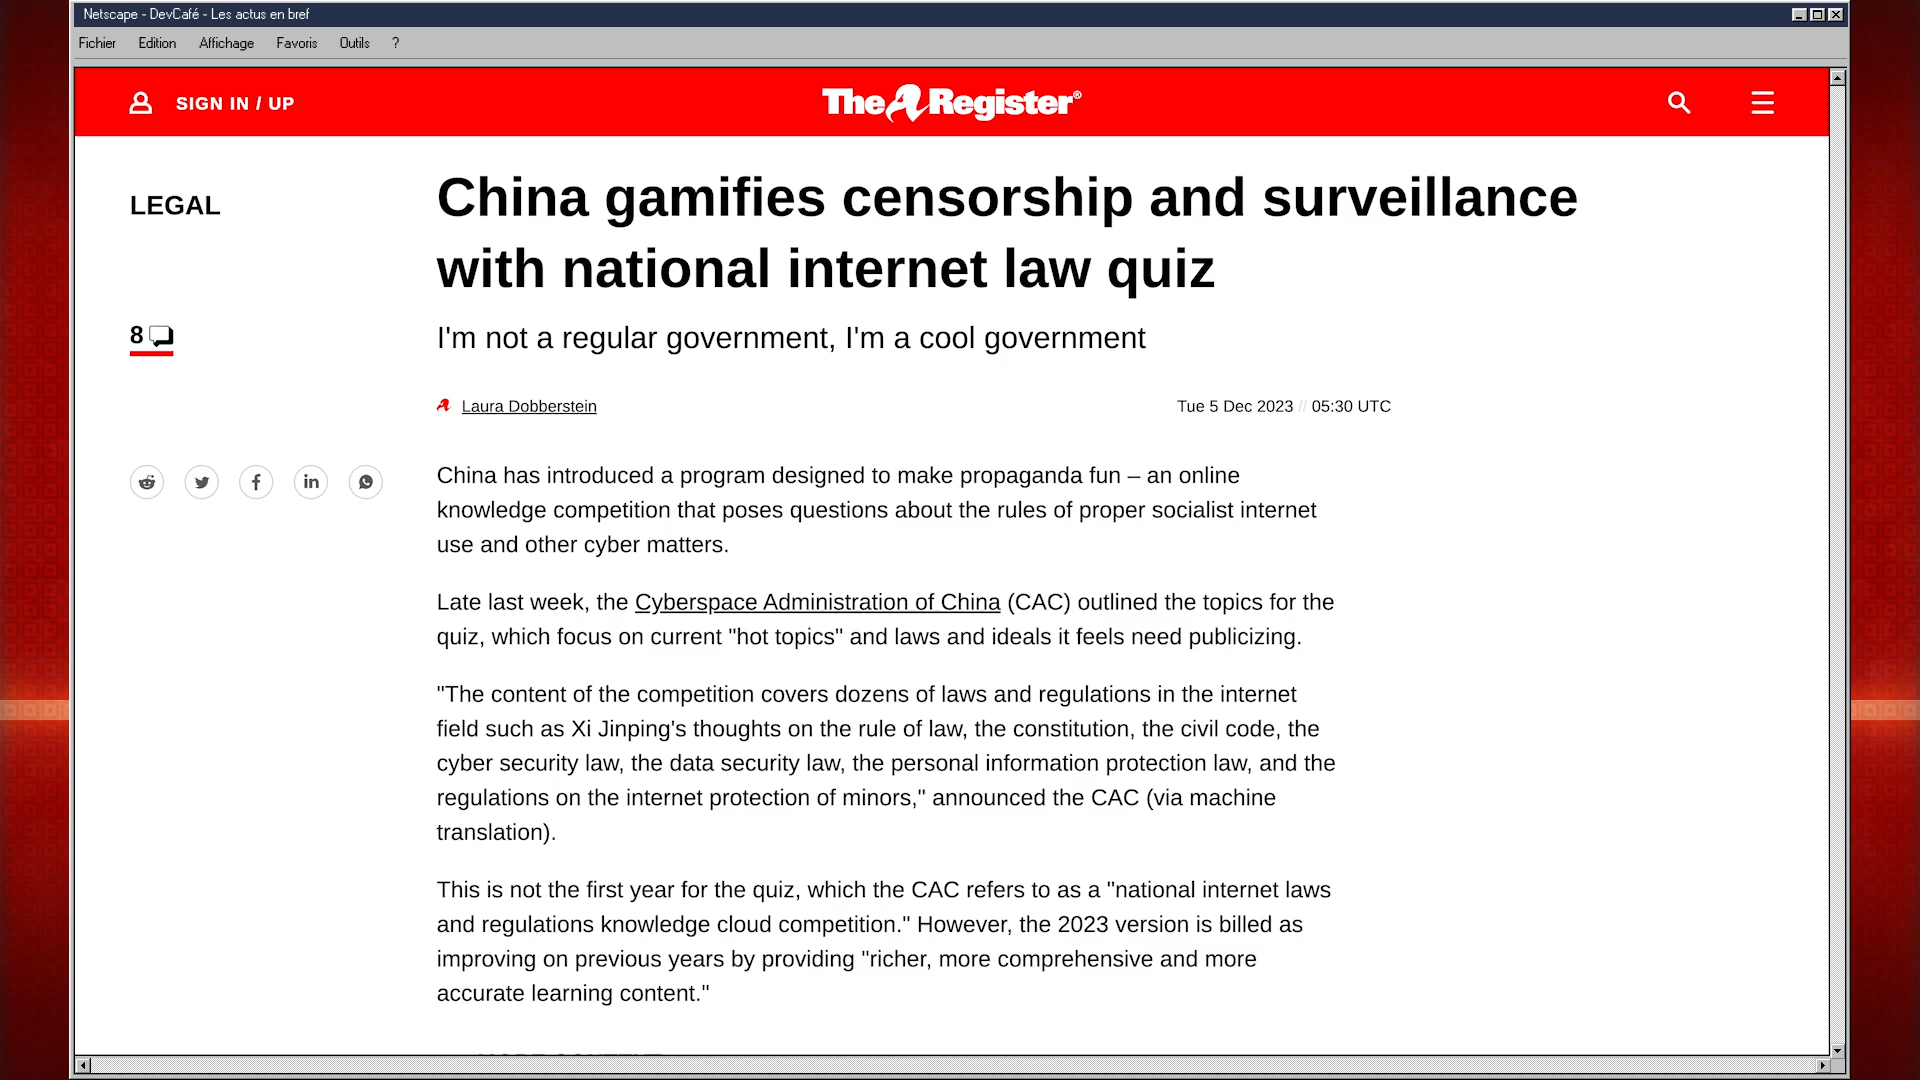 Netscape - DevCafé - Les actus en bref
Fichier Edition Affichage Favoris Outils ?
SIGN IN / UP
The Register®
LEGAL
China gamifies censorship and surveillance
with national internet law quiz
8
I'm not a regular government, I'm a cool government
Laura Dobberstein
Tue 5 Dec 2023 // 05:30 UTC
China has introduced a program designed to make propaganda fun – an online
knowledge competition that poses questions about the rules of proper socialist internet
use and other cyber matters.
Late last week, the Cyberspace Administration of China (CAC) outlined the topics for the
quiz, which focus on current "hot topics" and laws and ideals it feels need publicizing.
"The content of the competition covers dozens of laws and regulations in the internet
field such as Xi Jinping's thoughts on the rule of law, the constitution, the civil code, the
cyber security law, the data security law, the personal information protection law, and the
regulations on the internet protection of minors," announced the CAC (via machine
translation).
This is not the first year for the quiz, which the CAC refers to as a "national internet laws
and regulations knowledge cloud competition." However, the 2023 version is billed as
improving on previous years by providing "richer, more comprehensive and more
accurate learning content."